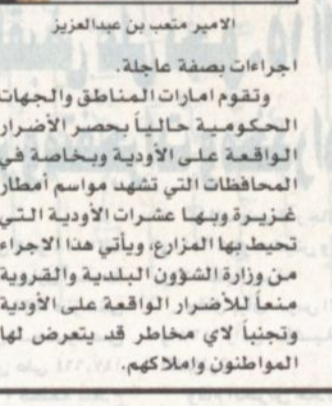 الامير متعب بن عبدالعزيز
اجراءات بصفة عاجلة.
وتقوم امارات المناطق والجهات
الحكومية حالياً بحصر الأضرار
الواقعة على الأودية وبخاصة في
المحافظات التي تشهد مواسم أمطار
غزيرة وبها عشرات الأودية التي
تحيط بها المزارع، ويأتي هذا الاجراء
من وزارة الشؤون البلدية والقروية
منعاً للأضرار الواقعة على الأودية
وتجنباً لاي مخاطر قد يتعرض لها
المواطنون واملاكهم.